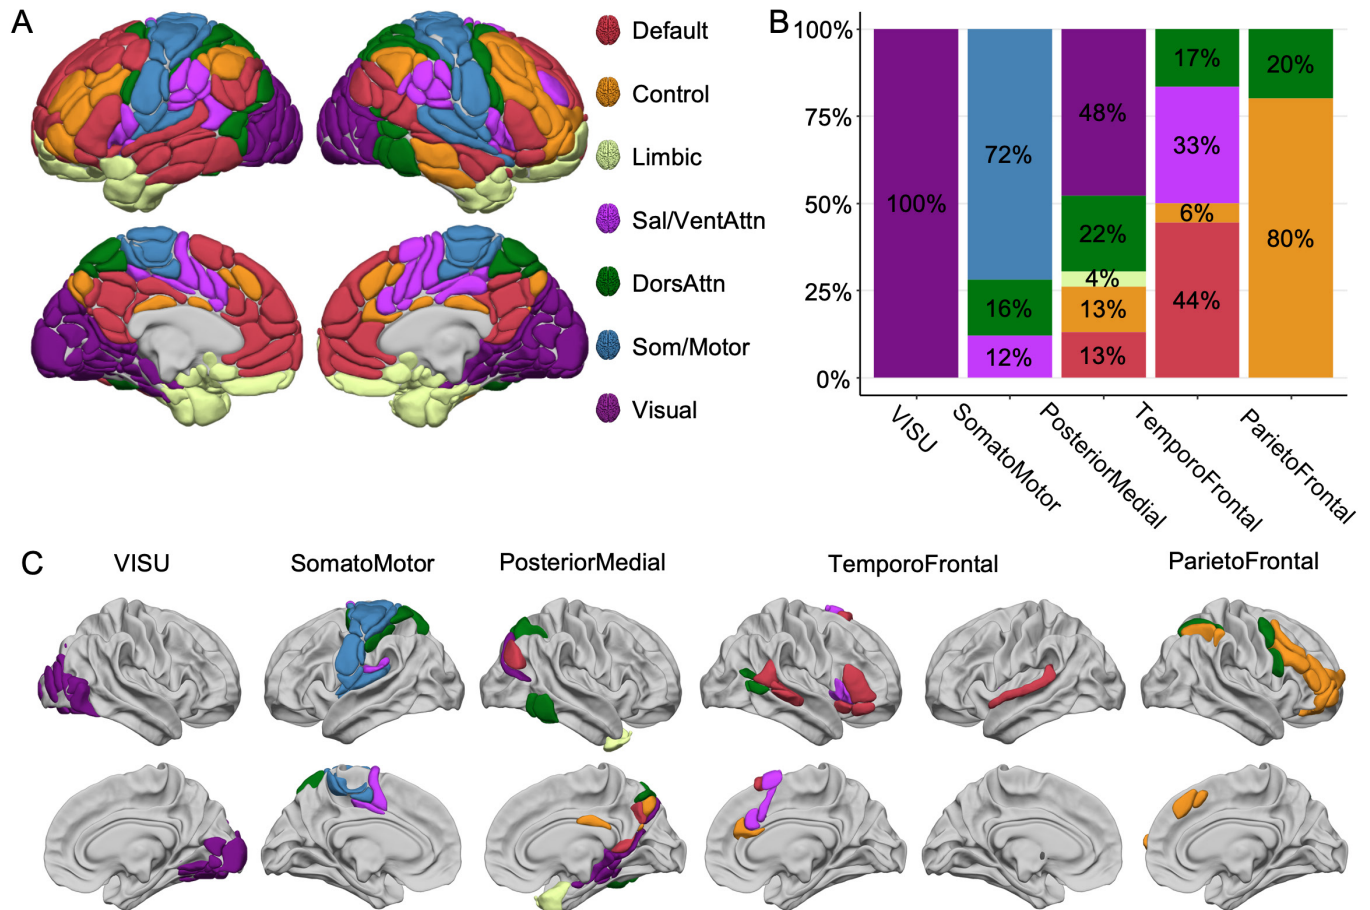 A
Default
Control
Limbic
Sal/VentAttn
DorsAttn
Som/Motor
Visual
B
100%
75%
50%
25%
0%
100%
72%
16%
12%
48%
22%
4%
13%
13%
17%
33%
6%
44%
20%
80%
VISU
SomatoMotor
PosteriorMedial
TemporoFrontal
ParietoFrontal
C
VISU
SomatoMotor
PosteriorMedial
TemporoFrontal
ParietoFrontal